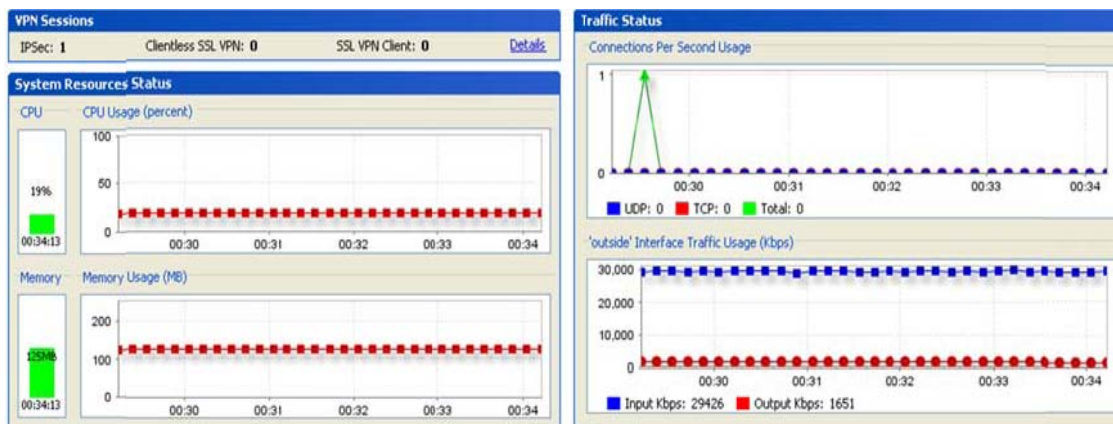 VPN Sessions
IPSec: 1 Clientless SSL VPN: 0 SSL VPN Client: 0 Details
System Resources Status
CPU
19%
00:34:13
CPU Usage (percent)
100
50
0
00:30 00:31 00:32 00:33 00:34
Memory
125MB
00:34:13
Memory Usage (MB)
200
100
0
00:30 00:31 00:32 00:33 00:34
Traffic Status
Connections Per Second Usage
1
0
00:30 00:31 00:32 00:33 00:34
UDP: 0 TCP: 0 Total: 0
'outside' Interface Traffic Usage (Kbps)
30,000
20,000
10,000
0
00:30 00:31 00:32 00:33 00:34
Input Kbps: 29426 Output Kbps: 1651